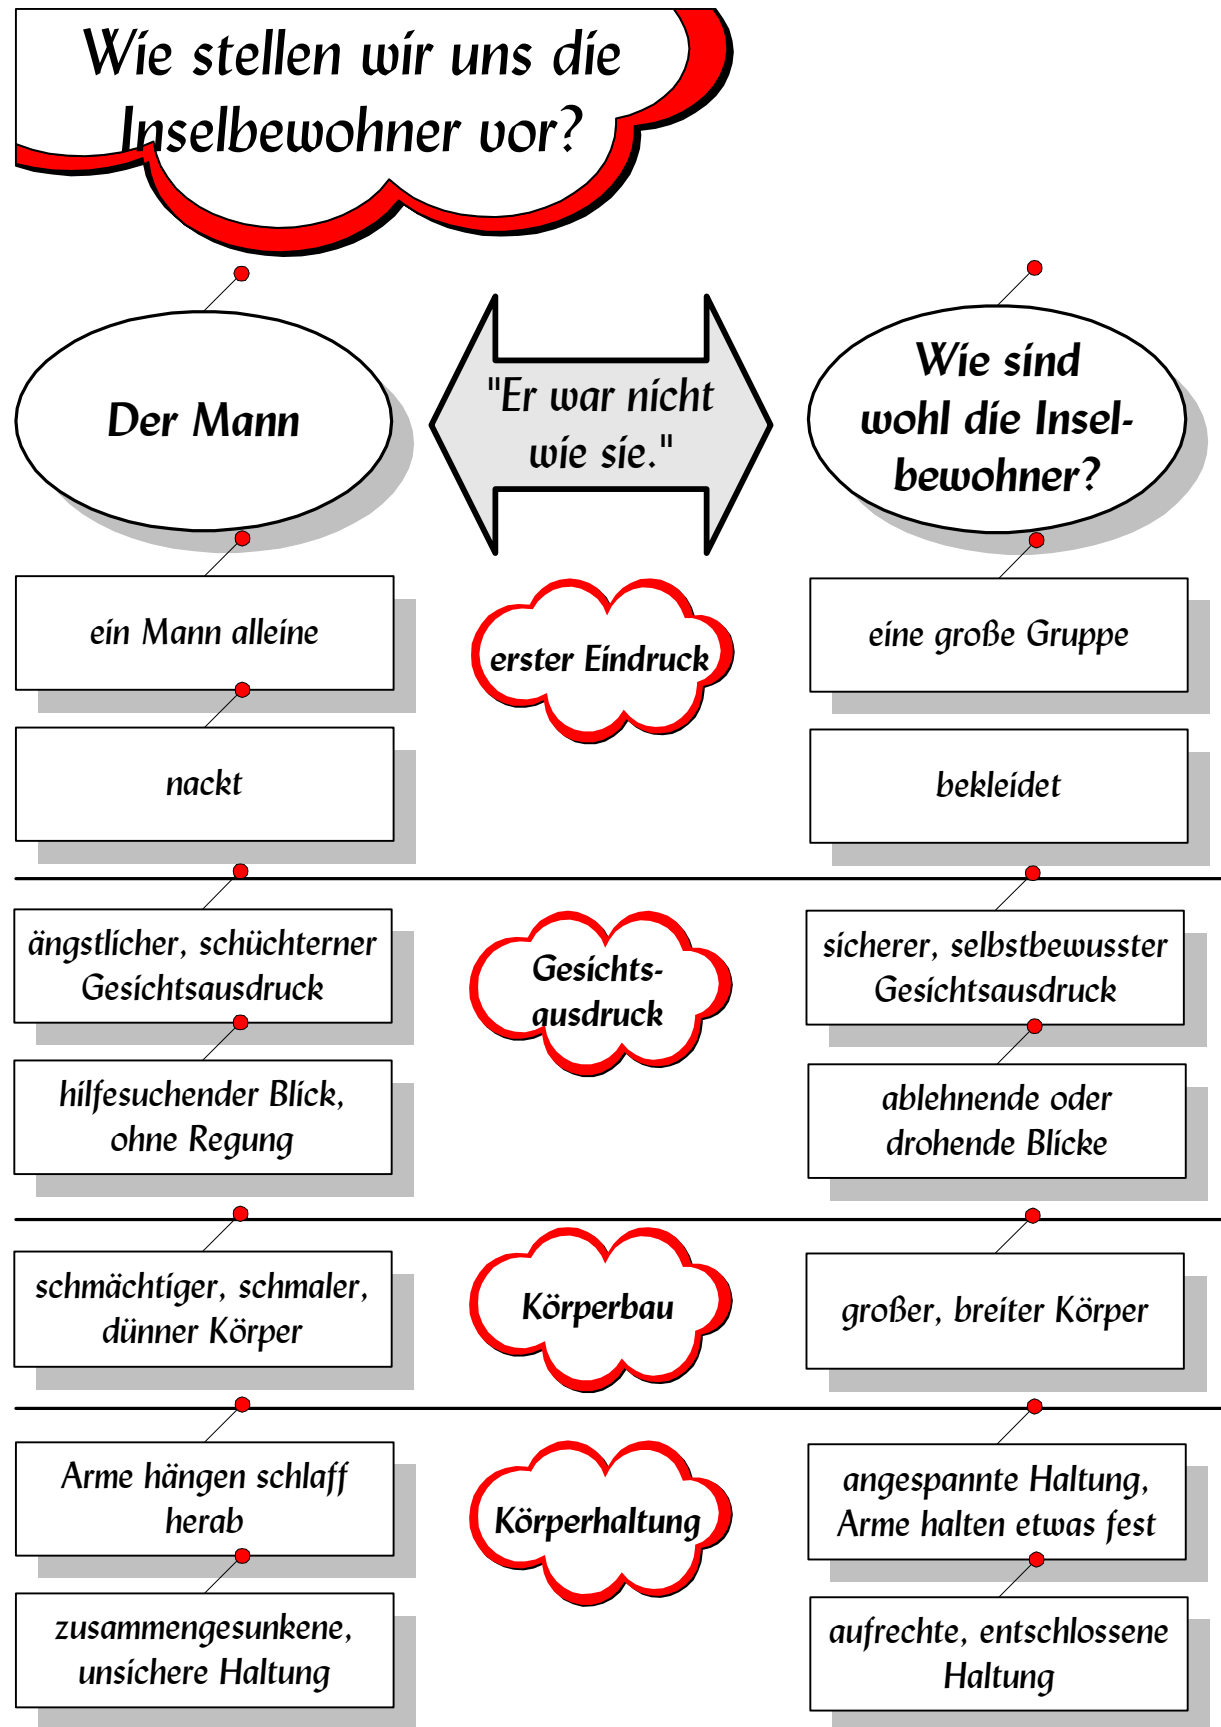 Wie stellen wir uns die
Inselbewohner vor?
Der Mann
"Er war nicht
wie sie."
Wie sind
wohl die Insel-
bewohner?
ein Mann alleine
erster Eindruck
eine große Gruppe
nackt
bekleidet
ängstlicher, schüchterner
Gesichtsausdruck
Gesichts-
ausdruck
sicherer, selbstbewusster
Gesichtsausdruck
hilfesuchender Blick,
ohne Regung
ablehnende oder
drohende Blicke
schmächtiger, schmaler,
dünner Körper
Körperbau
großer, breiter Körper
Arme hängen schlaff
herab
Körperhaltung
angespannte Haltung,
Arme halten etwas fest
zusammengesunkene,
unsichere Haltung
aufrechte, entschlossene
Haltung